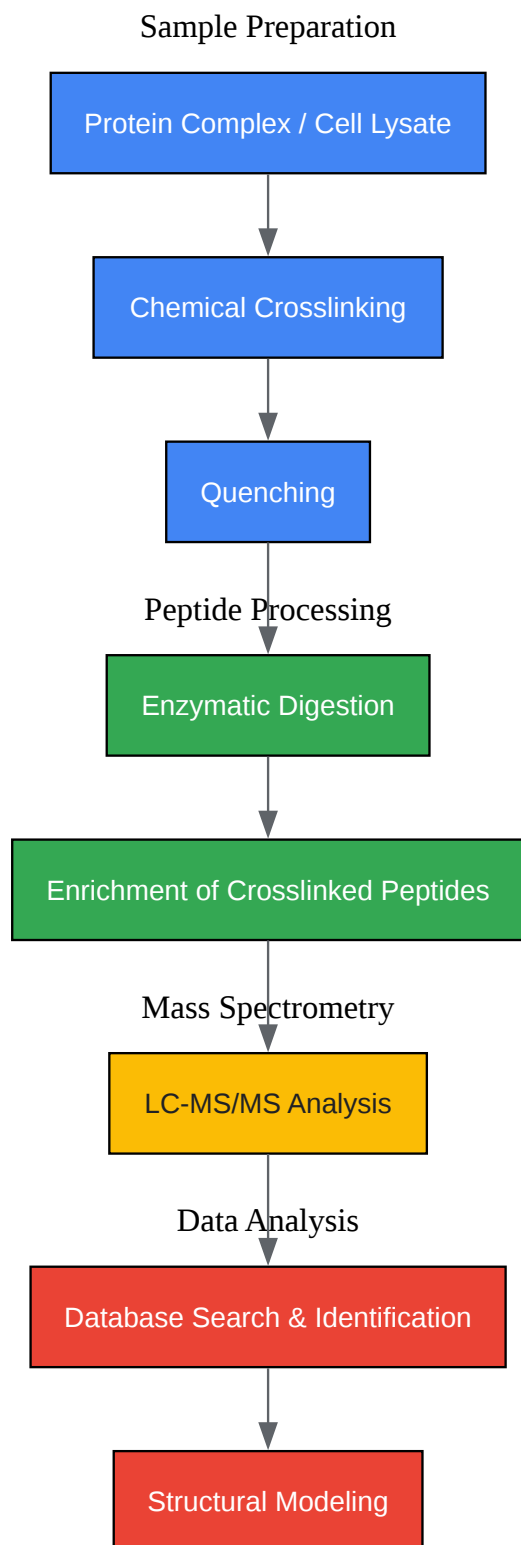 Sample Preparation
Protein Complex / Cell Lysate
Chemical Crosslinking
Quenching
Peptide Processing
Enzymatic Digestion
Enrichment of Crosslinked Peptides
Mass Spectrometry
LC-MS/MS Analysis
Data Analysis
Database Search & Identification
Structural Modeling